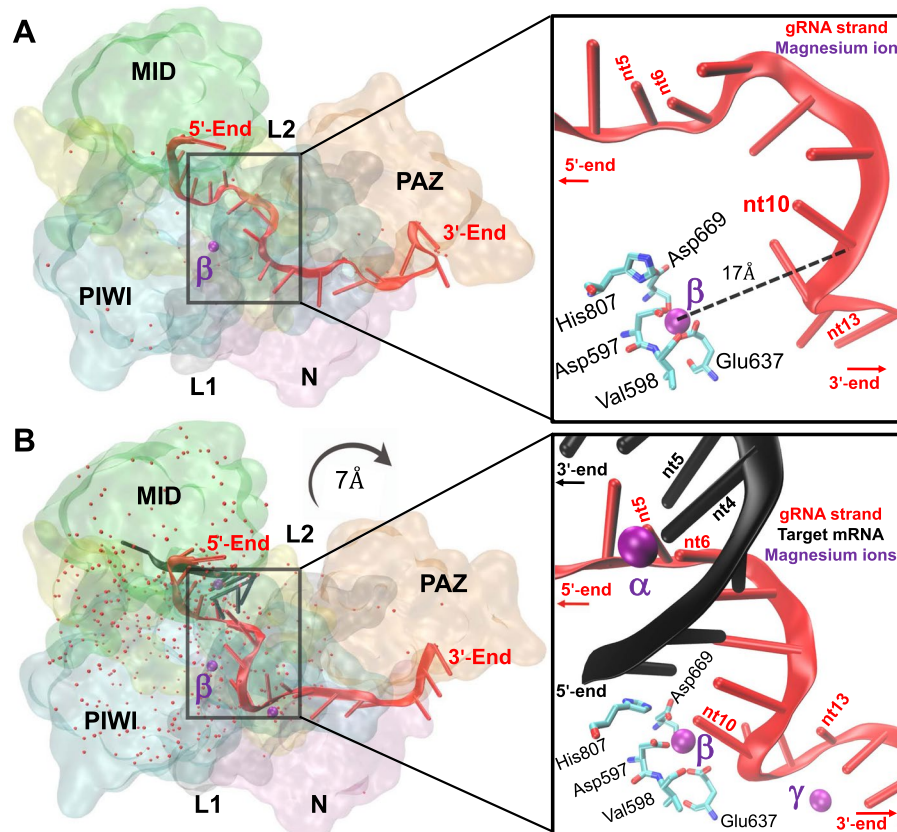 A
MID
5'-End
L2
PAZ
3'-End
β
PIWI
L1
N
gRNA strand
Magnesium ion
nt5
nt6
5'-end
nt10
Asp669
17Å
β
His807
Asp597
Val598
Glu637
nt13
3'-end
B
7Å
MID
5'-End
L2
PAZ
3'-End
β
PIWI
L1
N
3'-end
nt5
nt4
gRNA strand
Target mRNA
Magnesium ions
nt5
nt6
α
5'-end
5'-end
Asp669
nt10
nt13
His807
β
Asp597
Val598
Glu637
γ
3'-end